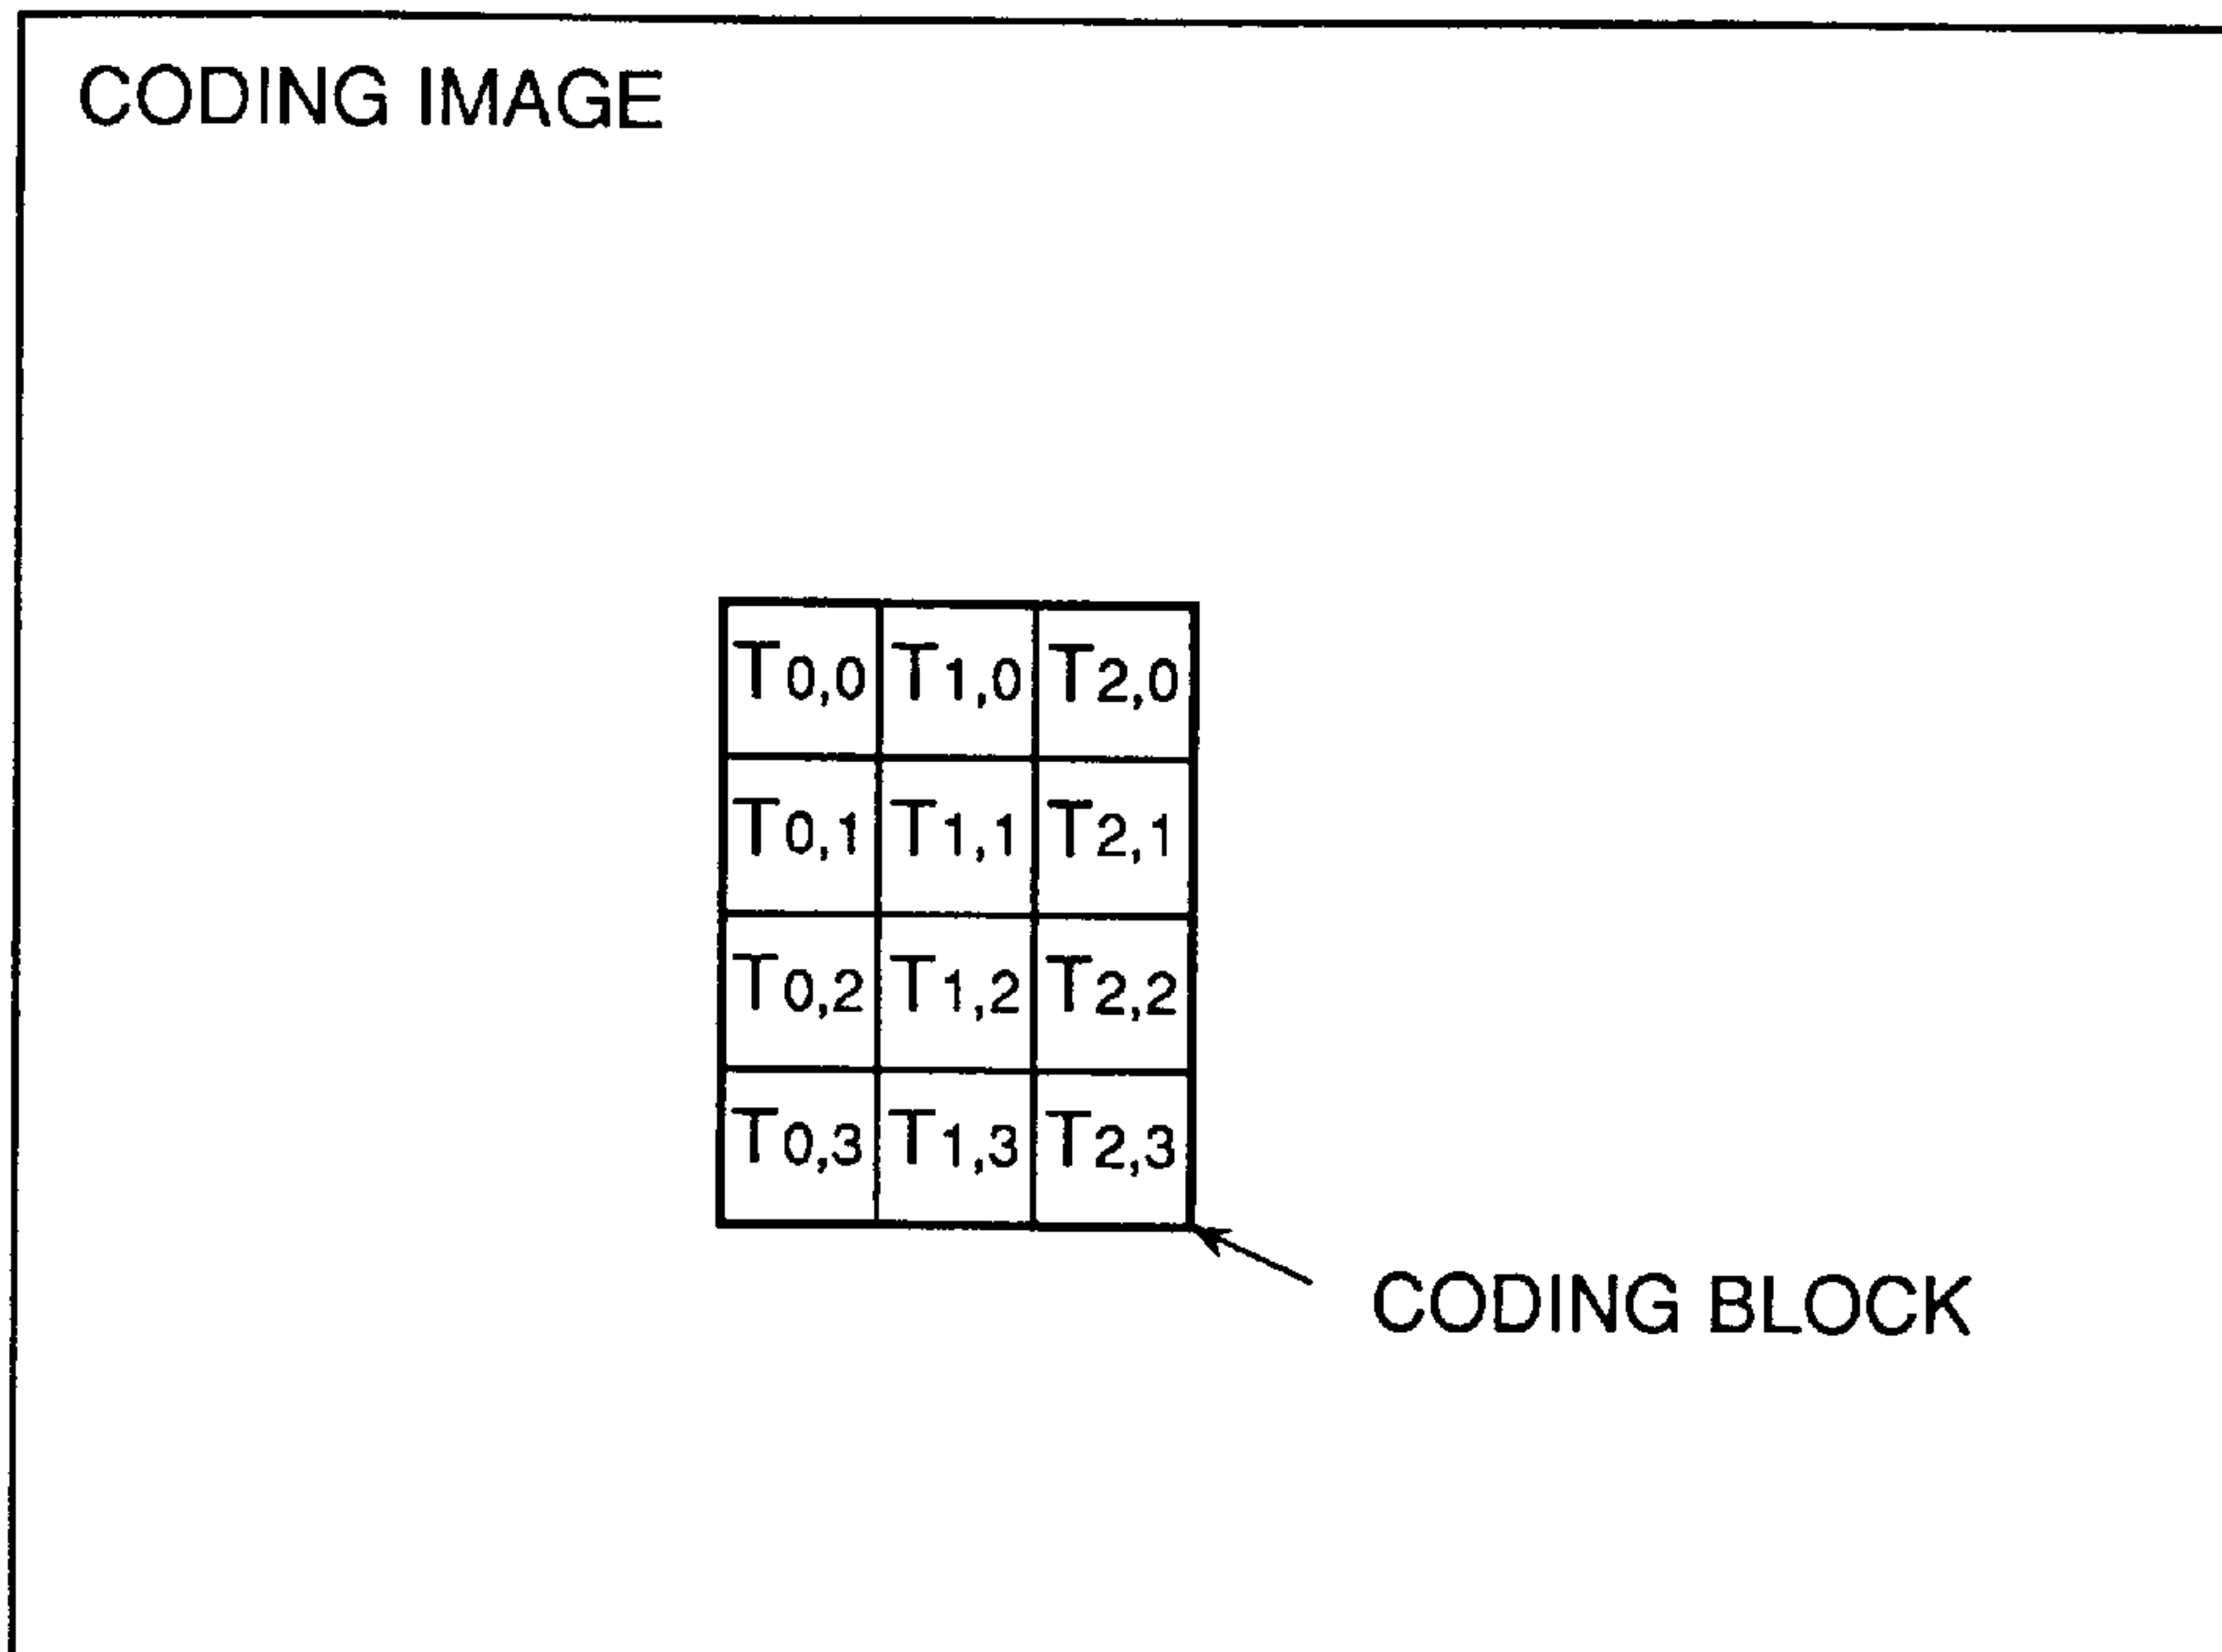 CODING IMAGE
T0,0 T1,0 T2,0
T0,1 T1,1 T2,1
T0,2 T1,2 T2,2
T0,3 T1,3 T2,3
CODING BLOCK